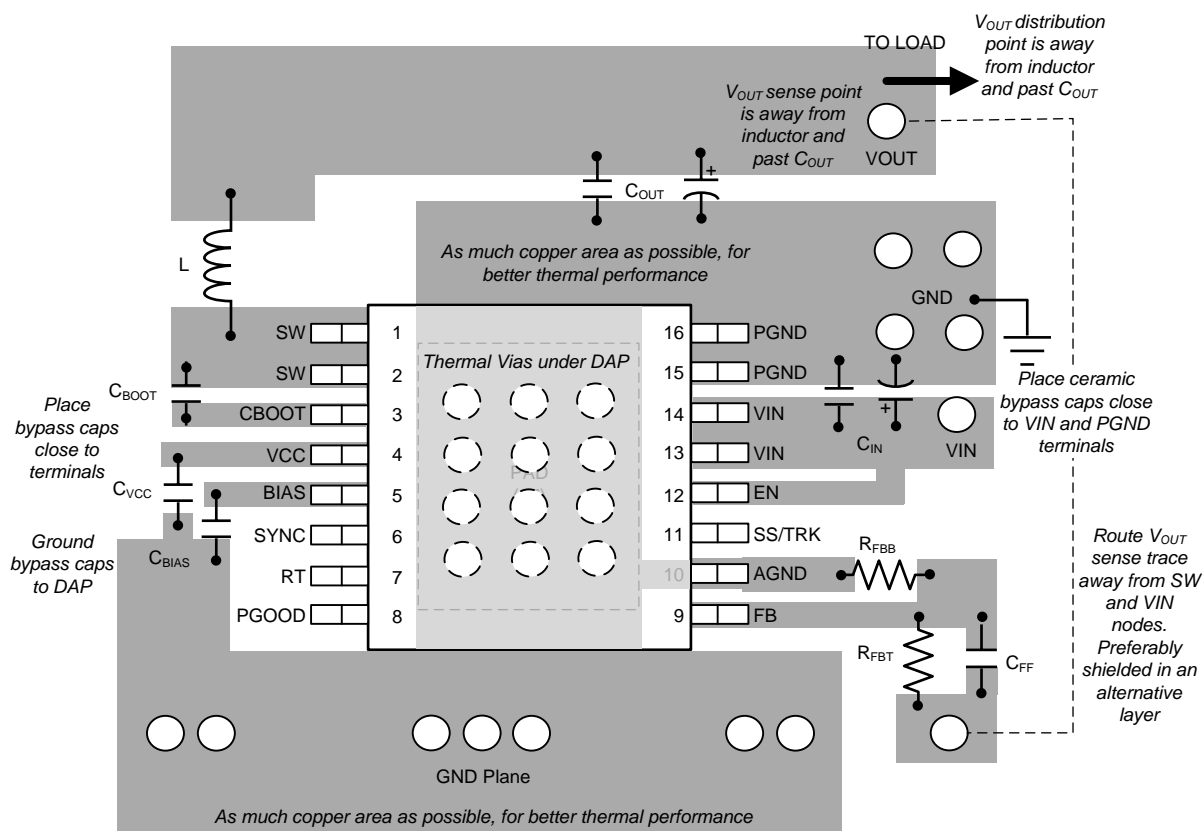 TO LOAD
VOUT distribution
point is away
from inductor
and past COUT
VOUT sense point
is away from
inductor and
past COUT
VOUT
COUT
+
L
As much copper area as possible, for
better thermal performance
GND
SW
1
16
PGND
Thermal Vias under DAP
SW
2
15
PGND
CBOOT
CBOOT
3
14
VIN
Place
bypass caps
close to
terminals
+
CIN
VIN
Place ceramic
bypass caps close
to VIN and PGND
terminals
VCC
4
13
VIN
PAD
CVCC
BIAS
5
12
EN
SYNC
6
11
SS/TRK
CBIAS
Ground
bypass caps
to DAP
RT
7
10
AGND
RFBB
PGOOD
8
9
FB
RFBT
CFF
Route VOUT
sense trace
away from SW
and VIN
nodes.
Preferably
shielded in an
alternative
layer
GND Plane
As much copper area as possible, for better thermal performance